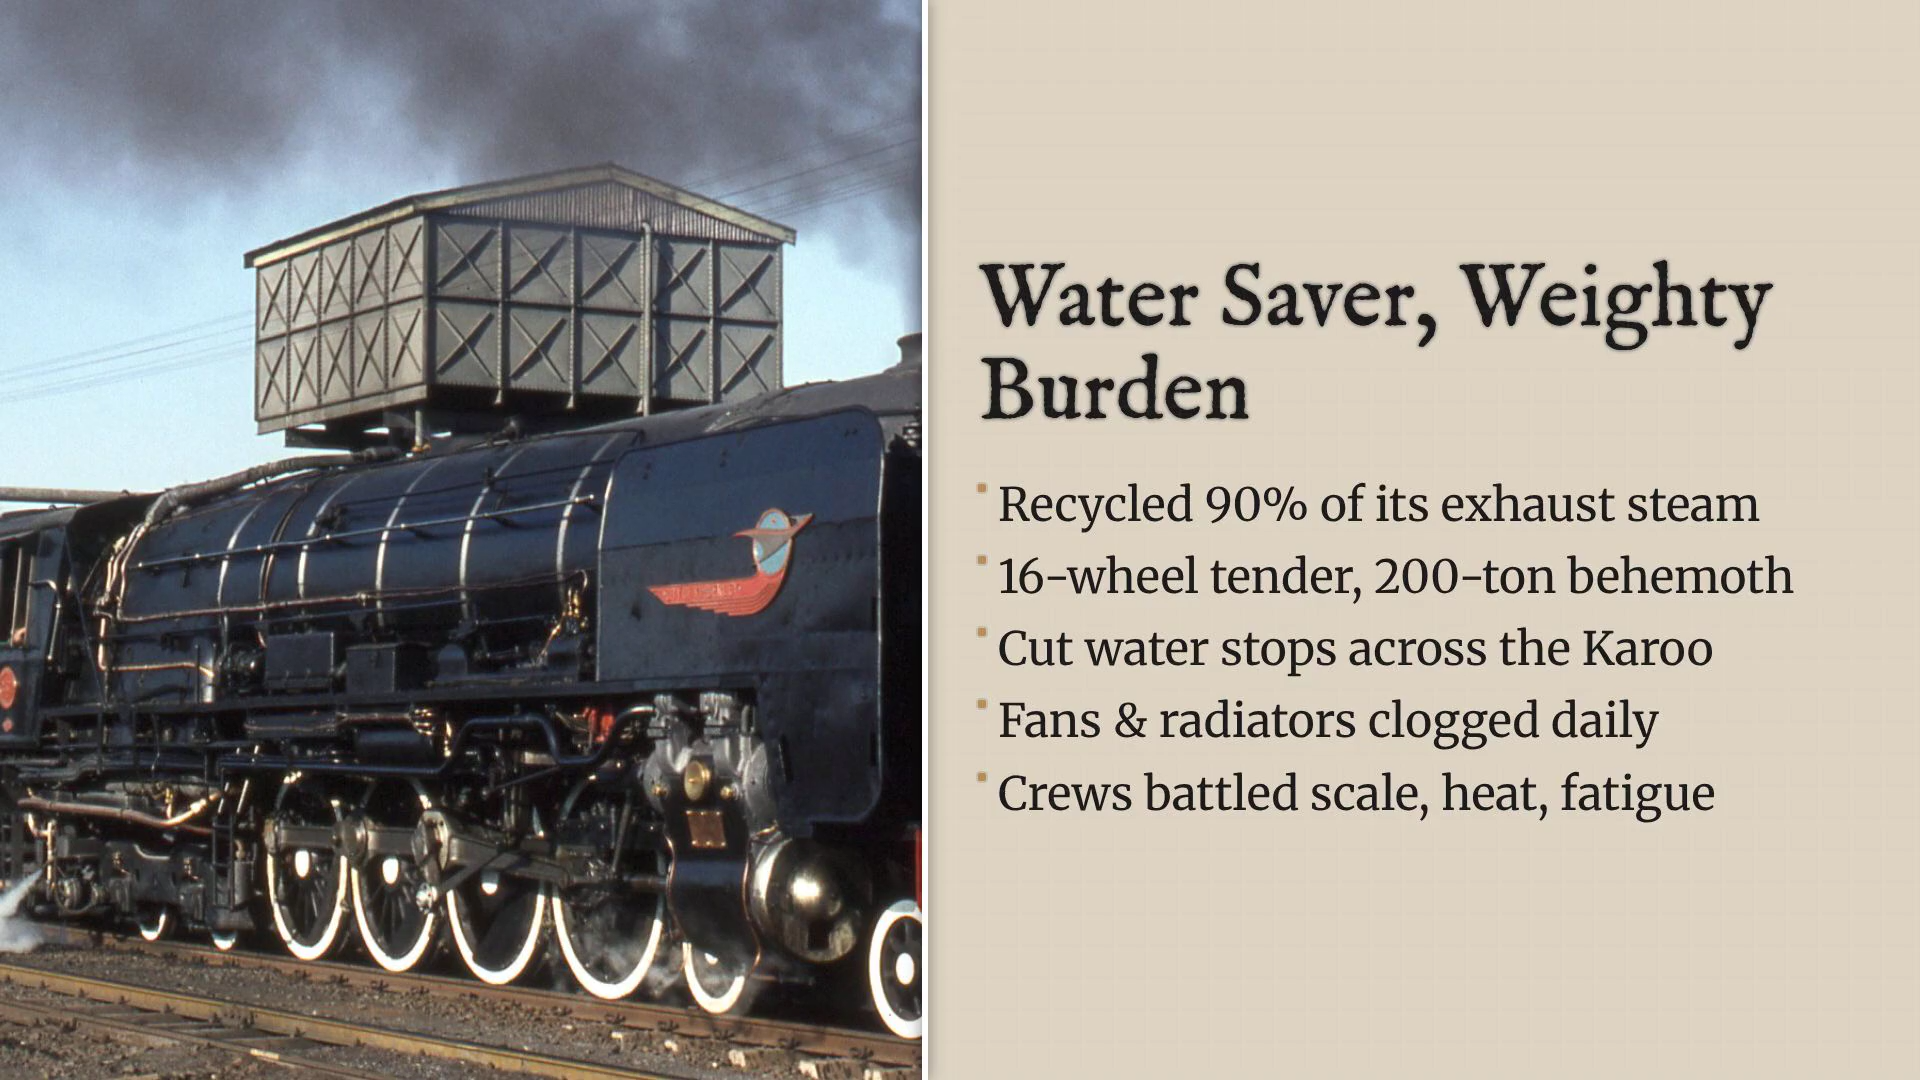 Water Saver, Weighty
Burden
Recycled 90% of its exhaust steam
16-wheel tender, 200-ton behemoth
Cut water stops across the Karoo
Fans & radiators clogged daily
Crews battled scale, heat, fatigue